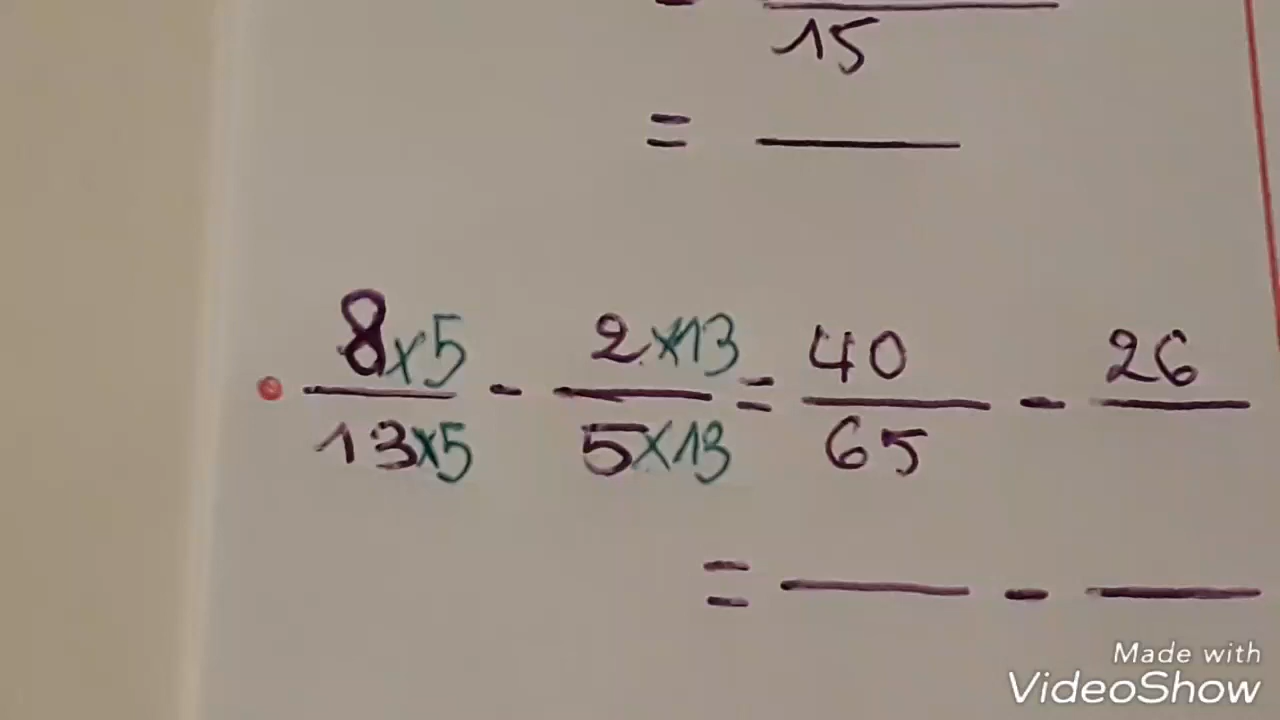 15
=
8x5 2x13 40 26
- = -
13x5 5x13 65
= -
Made with
VideoShow